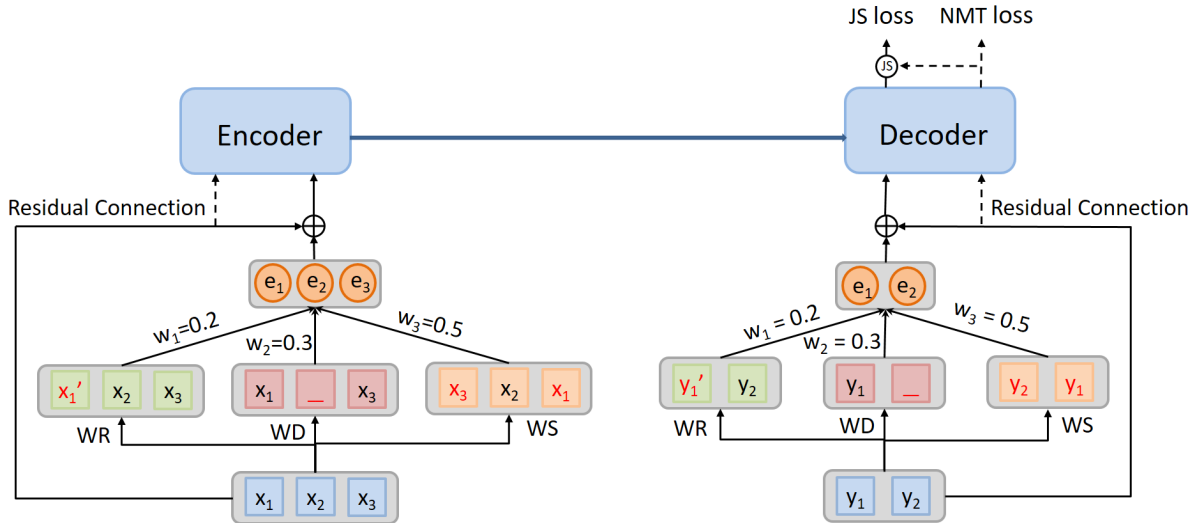 JS loss NMT loss
JS
Encoder Decoder
Residual Connection Residual Connection
e1 e2 e3 e1 e2
w1=0.2 w2=0.3 w3=0.5 w1 = 0.2 w2 = 0.3 w3 = 0.5
x1' x2 x3 x1 _ x3 x3 x2 x1 y1' y2 y1 _ y2 y1
WR WD WS WR WD WS
x1 x2 x3 y1 y2